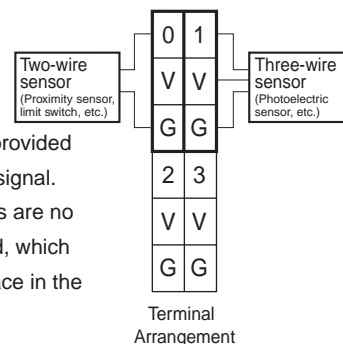 0 1
Two-wire
sensor
(Proximity sensor,
limit switch, etc.)
V V
Three-wire
sensor
(Photoelectric
sensor, etc.)
G G
provided
signal.
s are no
d, which
ace in the
2 3
V V
G G
Terminal
Arrangement